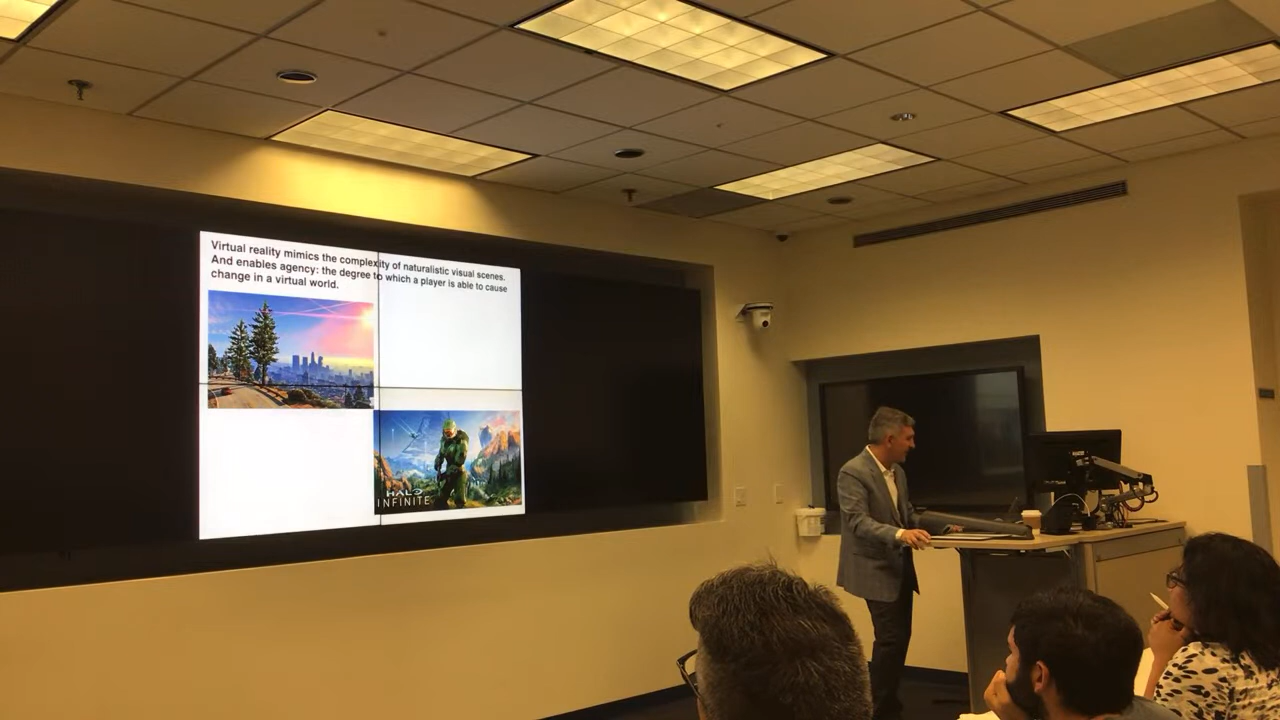 Virtual reality mimics the complexity of naturalistic visual scenes.
And enables agency: the degree to which a player is able to cause
change in a virtual world.
HALO
INFINITE